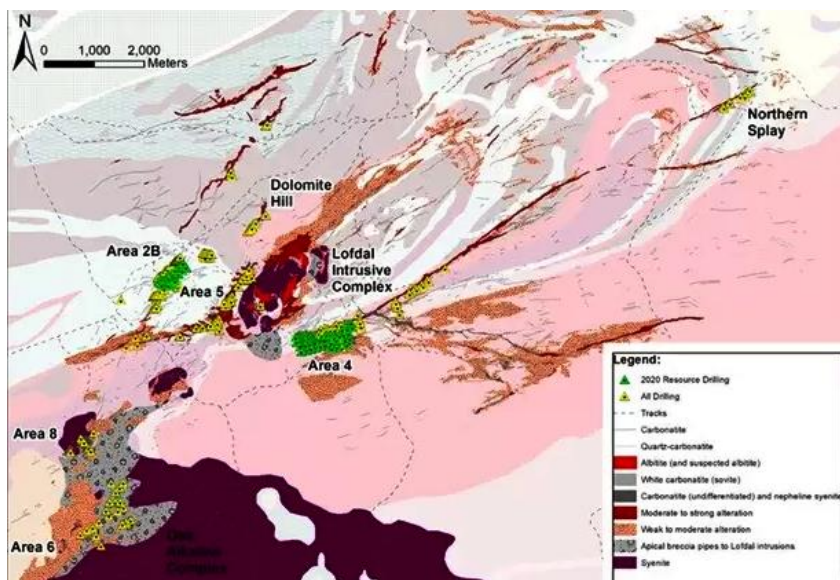 N
0 1,000 2,000
Meters
Northern
Splay
Dolomite
Hill
Area 2B
Lofdal
Intrusive
Complex
Area 5
Area 4
Area 8
Area 6
Complex
Legend:
2020 Resource Drilling
All Drilling
Tracks
Carbonatite
Quartz-carbonatite
Albitite (and suspected albitite)
White carbonatite (sovite)
Carbonatite (undifferentiated) and nepheline syenite
Moderate to strong alteration
Weak to moderate alteration
Apical breccia pipes to Lofdal intrusions
Syenite